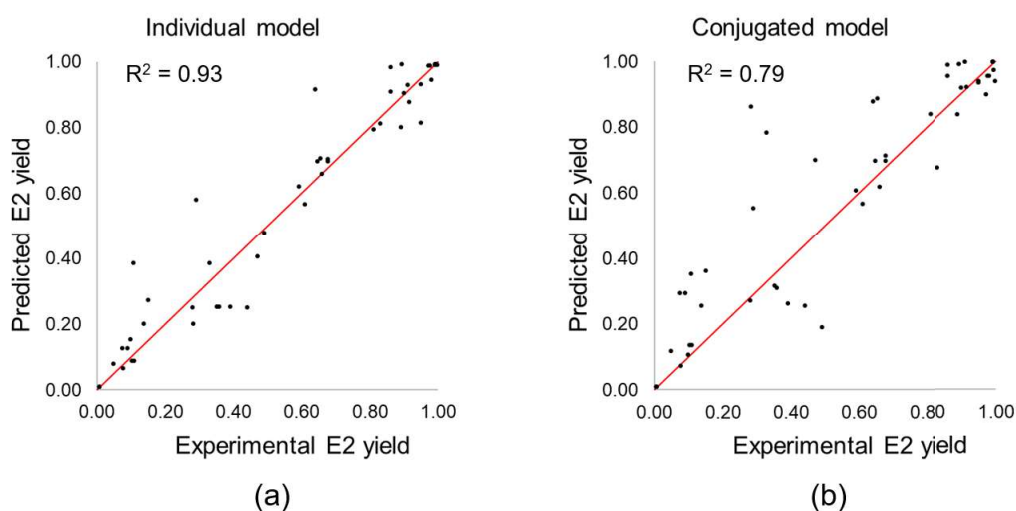 Individual model
R² = 0.93
Predicted E2 yield
1.00
0.80
0.60
0.40
0.20
0.00
0.00 0.20 0.40 0.60 0.80 1.00
Experimental E2 yield
(a)
Conjugated model
R² = 0.79
Predicted E2 yield
1.00
0.80
0.60
0.40
0.20
0.00
0.00 0.20 0.40 0.60 0.80 1.00
Experimental E2 yield
(b)